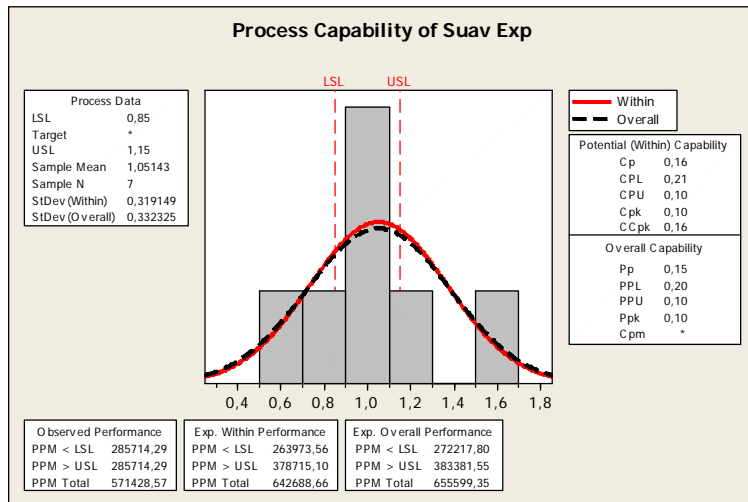 Process Capability of Suav Exp
LSL USL
Process Data
LSL 0,85
Target *
USL 1,15
Sample Mean 1,05143
Sample N 7
StDev (Within) 0,319149
StDev (Overall) 0,332325
Within
Overall
Potential (Within) Capability
Cp 0,16
CPL 0,21
CPU 0,10
Cpk 0,10
CCpk 0,16
Overall Capability
Pp 0,15
PPL 0,20
PPU 0,10
Ppk 0,10
Cpm *
0,4 0,6 0,8 1,0 1,2 1,4 1,6 1,8
Observed Performance
PPM < LSL 285714,29
PPM > USL 285714,29
PPM Total 571428,57
Exp. Within Performance
PPM < LSL 263973,56
PPM > USL 378715,10
PPM Total 642688,66
Exp. Overall Performance
PPM < LSL 272217,80
PPM > USL 383381,55
PPM Total 655599,35